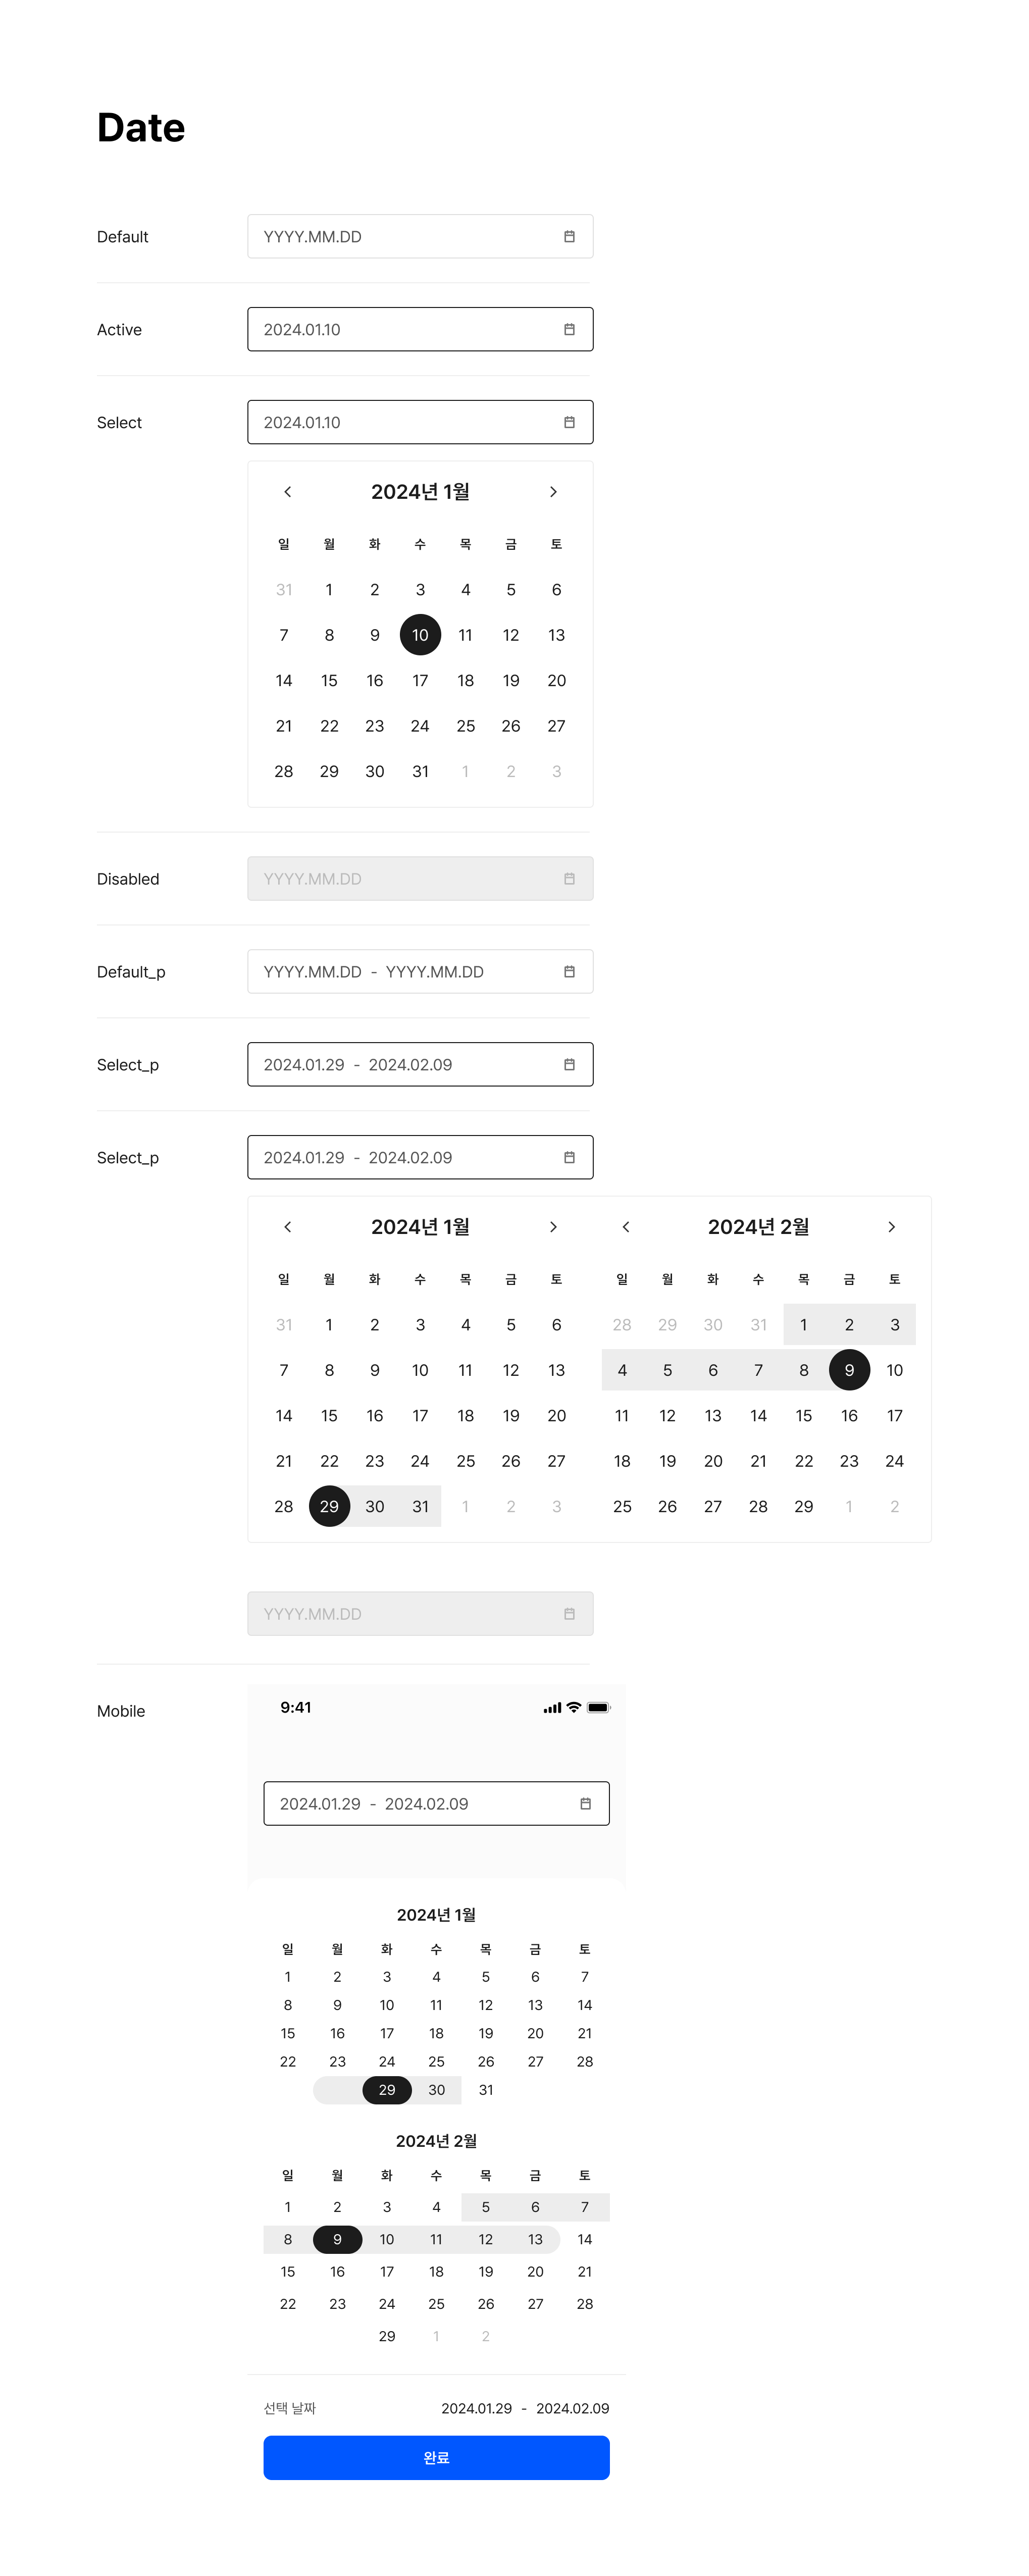 Date
Default YYYY.MM.DD
Active 2024.01.10
Select 2024.01.10
2024년 1월
일 월 화 수 목 금 토
31 1 2 3 4 5 6
7 8 9 10 11 12 13
14 15 16 17 18 19 20
21 22 23 24 25 26 27
28 29 30 31 1 2 3
Disabled YYYY.MM.DD
Default_p YYYY.MM.DD - YYYY.MM.DD
Select_p 2024.01.29 - 2024.02.09
Select_p 2024.01.29 - 2024.02.09
2024년 1월
일 월 화 수 목 금 토
31 1 2 3 4 5 6
7 8 9 10 11 12 13
14 15 16 17 18 19 20
21 22 23 24 25 26 27
28 29 30 31 1 2 3
2024년 2월
일 월 화 수 목 금 토
28 29 30 31 1 2 3
4 5 6 7 8 9 10
11 12 13 14 15 16 17
18 19 20 21 22 23 24
25 26 27 28 29 1 2
YYYY.MM.DD
Mobile
9:41
2024.01.29 - 2024.02.09
2024년 1월
일 월 화 수 목 금 토
1 2 3 4 5 6 7
8 9 10 11 12 13 14
15 16 17 18 19 20 21
22 23 24 25 26 27 28
29 30 31
2024년 2월
일 월 화 수 목 금 토
1 2 3 4 5 6 7
8 9 10 11 12 13 14
15 16 17 18 19 20 21
22 23 24 25 26 27 28
29 1 2
선택 날짜 2024.01.29 - 2024.02.09
완료